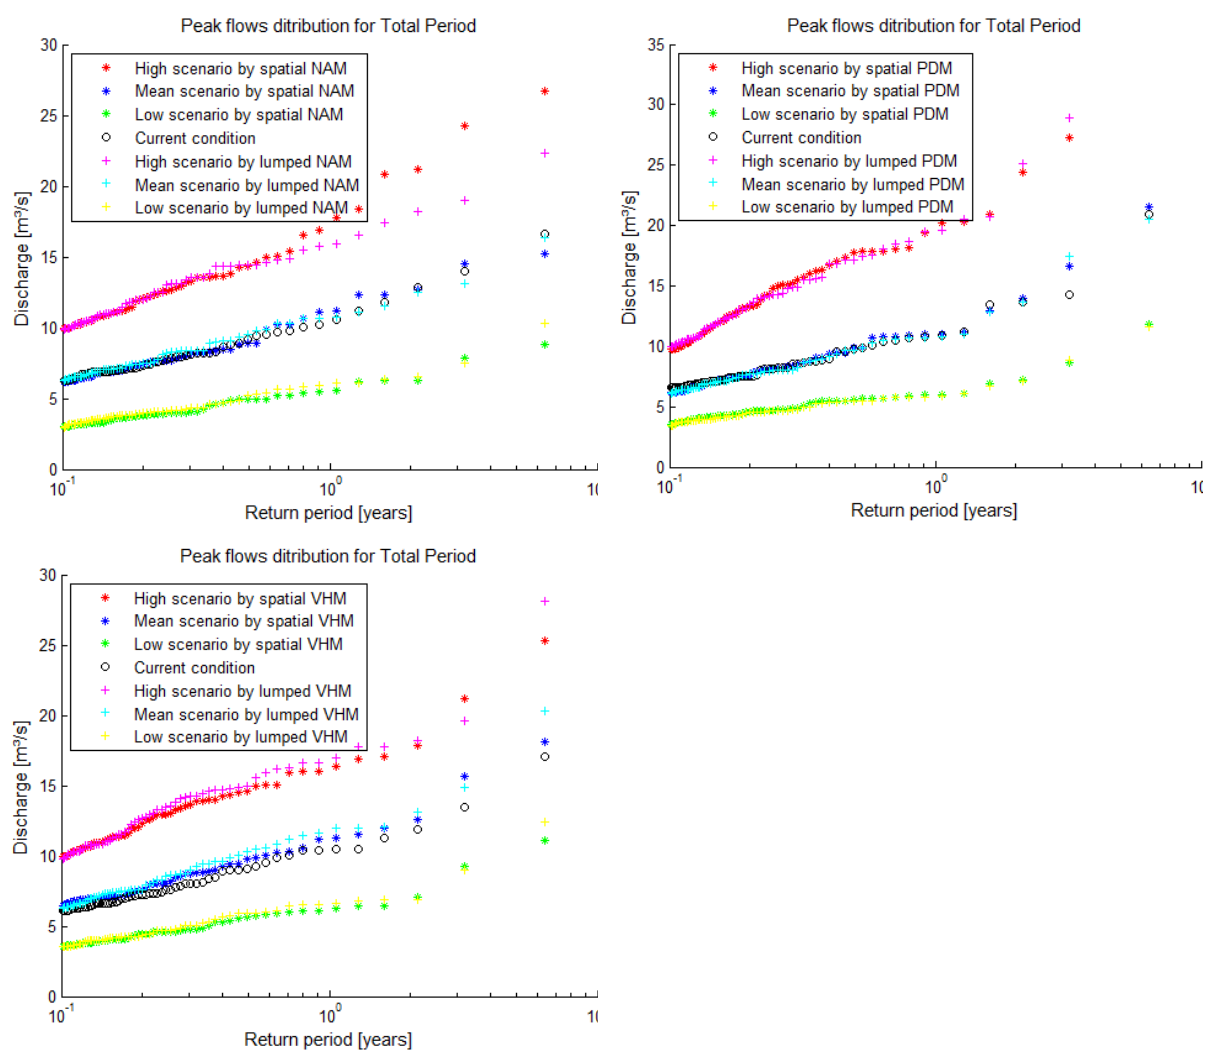 Peak flows ditribution for Total Period
30
25
20
15
10
5
0
Discharge [m³/s]
High scenario by spatial NAM
Mean scenario by spatial NAM
Low scenario by spatial NAM
Current condition
High scenario by lumped NAM
Mean scenario by lumped NAM
Low scenario by lumped NAM
10⁻¹
10⁰
10
Return period [years]
Peak flows ditribution for Total Period
35
30
25
20
15
10
5
0
Discharge [m³/s]
High scenario by spatial PDM
Mean scenario by spatial PDM
Low scenario by spatial PDM
Current condition
High scenario by lumped PDM
Mean scenario by lumped PDM
Low scenario by lumped PDM
10⁻¹
10⁰
10
Return period [years]
Peak flows ditribution for Total Period
30
25
20
15
10
5
0
Discharge [m³/s]
High scenario by spatial VHM
Mean scenario by spatial VHM
Low scenario by spatial VHM
Current condition
High scenario by lumped VHM
Mean scenario by lumped VHM
Low scenario by lumped VHM
10⁻¹
10⁰
10
Return period [years]